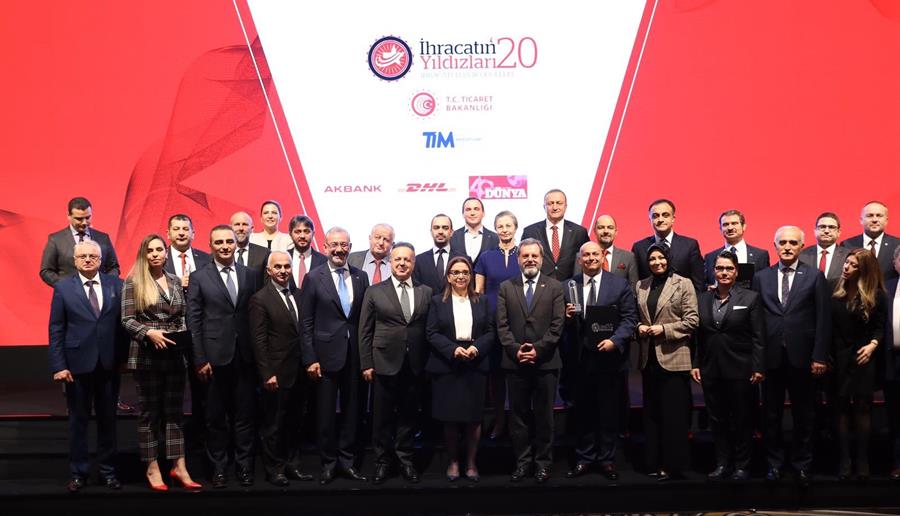 İhracatın
Yıldızları'20
T.C. TİCARET
BAKANLIĞI
TİM
AKBANK
DHL
DÜNYA